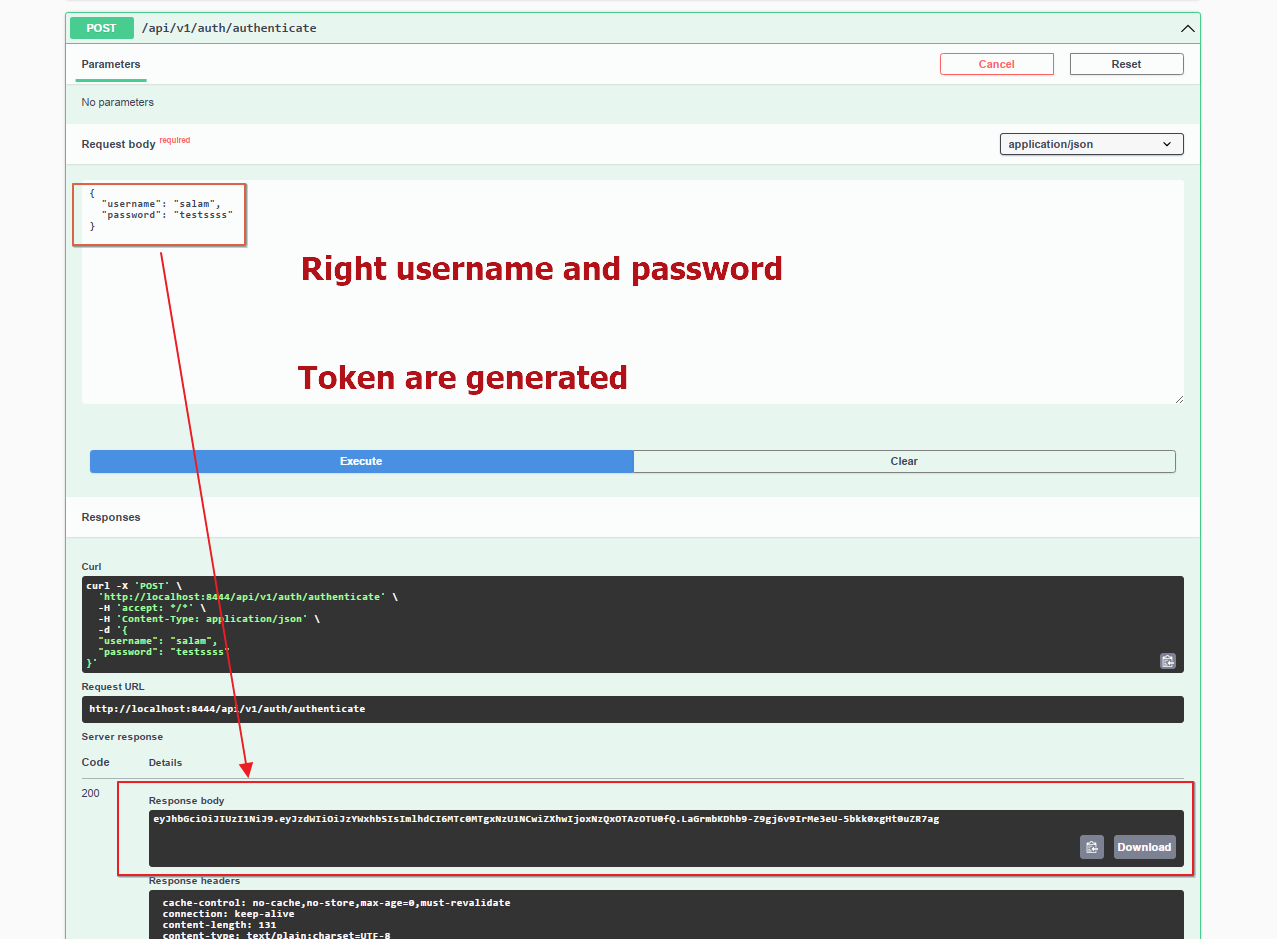 POST /api/v1/auth/authenticate
Parameters
Cancel
Reset
No parameters
Request body required
application/json
{
"username": "salam",
"password": "testssss"
}
Right username and password
Token are generated
Execute
Clear
Responses
Curl
curl -X 'POST' \
'http://localhost:8444/api/v1/auth/authenticate' \
-H 'accept: */*' \
-H 'Content-Type: application/json' \
-d '{
"username": "salam",
"password": "testssss"
}'
Request URL
http://localhost:8444/api/v1/auth/authenticate
Server response
Code Details
200
Response body
eyJhbGciOiJIUzI1NiJ9.eyJzdWIiOiJzYWxhbSIsImlhdCI6MTc0MTgxNzU1NCwiZXhwIjoxNzQxOTAzOTU0fQ.LaGrmbKDhb9-Z9gj6v9IrMe3eU-5bkk0xgHt0uZR7ag
Download
Response headers
cache-control: no-cache,no-store,max-age=0,must-revalidate
connection: keep-alive
content-length: 131
content-type: text/plain;charset=UTF-8